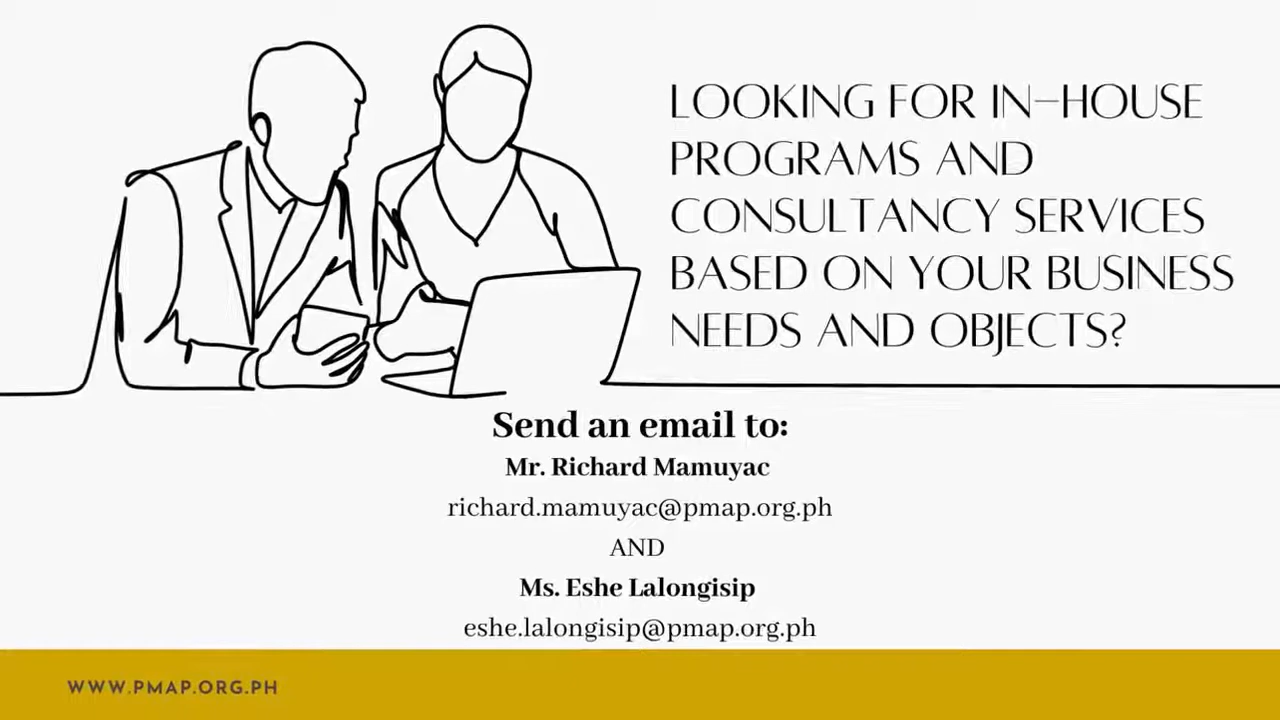 LOOKING FOR IN-HOUSE
PROGRAMS AND
CONSULTANCY SERVICES
BASED ON YOUR BUSINESS
NEEDS AND OBJECTS?
Send an email to:
Mr. Richard Mamuyac
richard.mamuyac@pmap.org.ph
AND
Ms. Eshe Lalongisip
eshe.lalongisip@pmap.org.ph
WWW.PMAP.ORG.PH